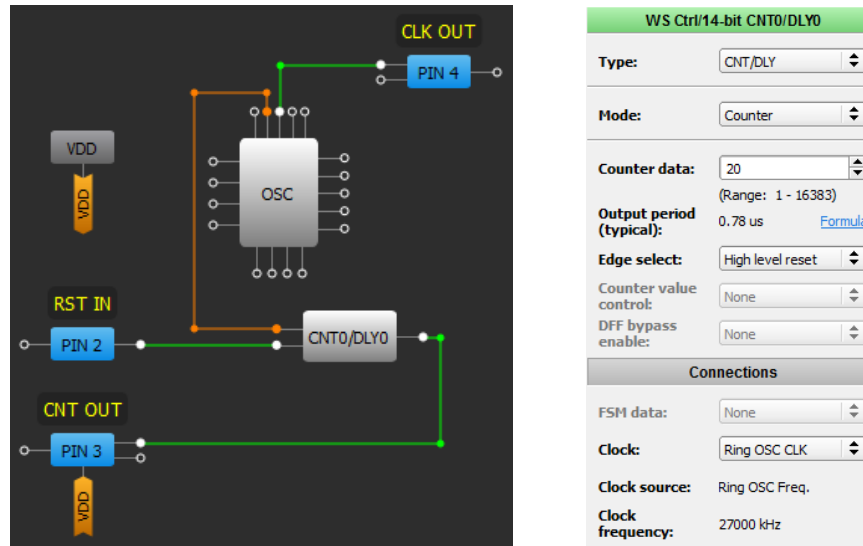 CLK OUT
PIN 4
VDD
VDD
OSC
RST IN
PIN 2
CNT0/DLY0
CNT OUT
PIN 3
VDD
WS Ctrl/14-bit CNT0/DLY0
Type: CNT/DLY
Mode: Counter
Counter data: 20
(Range: 1 - 16383)
Output period
(typical): 0.78 us Formula
Edge select: High level reset
Counter value
control: None
DFF bypass
enable: None
Connections
FSM data: None
Clock: Ring OSC CLK
Clock source: Ring OSC Freq.
Clock
frequency: 27000 kHz